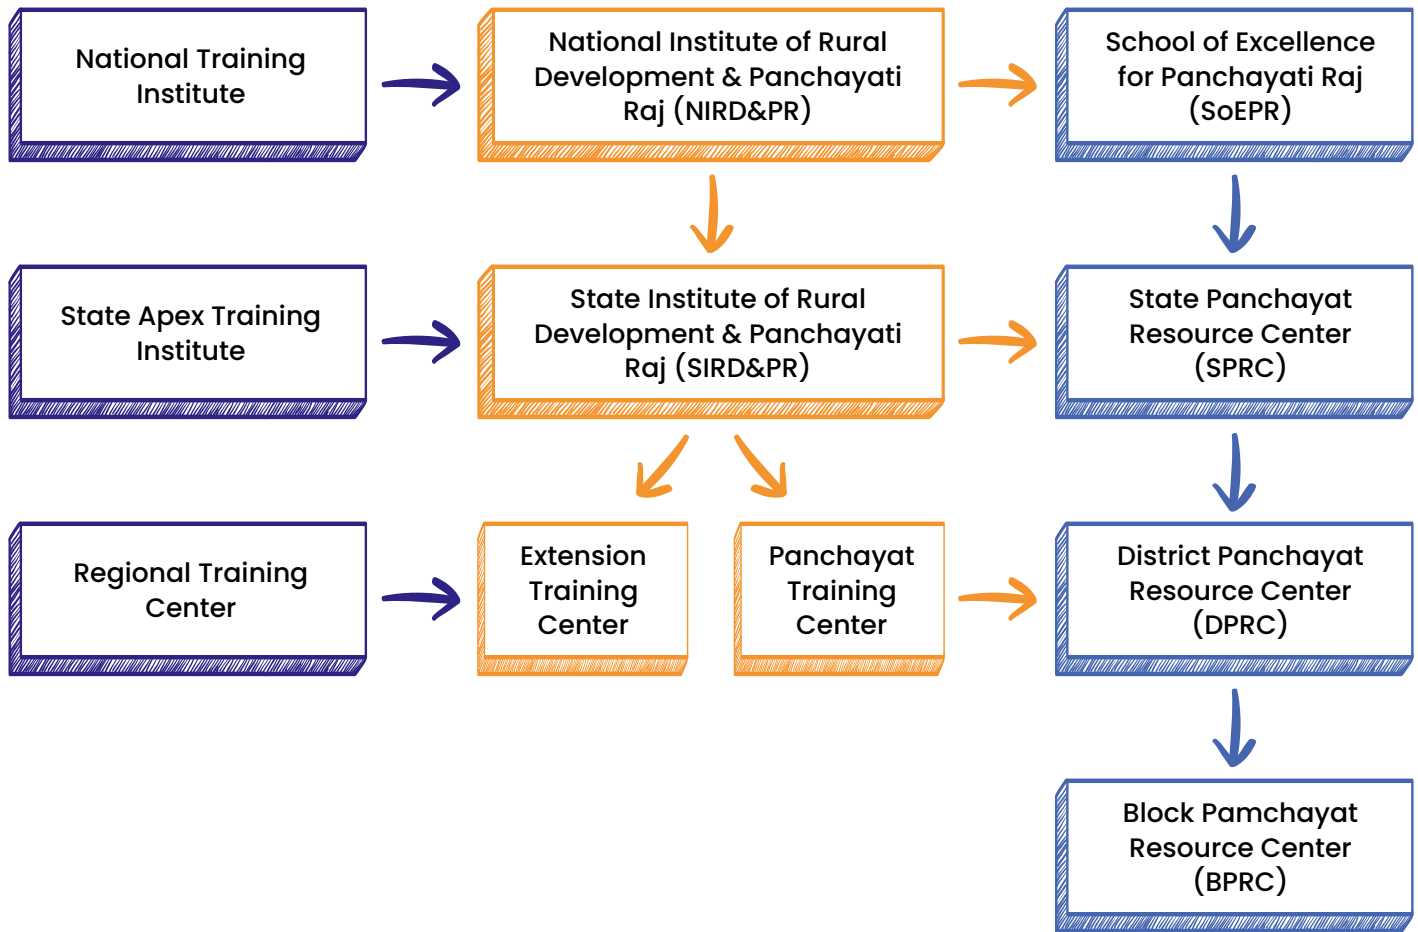 National Training
Institute
National Institute of Rural
Development & Panchayati
Raj (NIRD&PR)
School of Excellence
for Panchayati Raj
(SoEPR)
State Apex Training
Institute
State Institute of Rural
Development & Panchayati
Raj (SIRD&PR)
State Panchayat
Resource Center
(SPRC)
Regional Training
Center
Extension
Training
Center
Panchayat
Training
Center
District Panchayat
Resource Center
(DPRC)
Block Pamchayat
Resource Center
(BPRC)